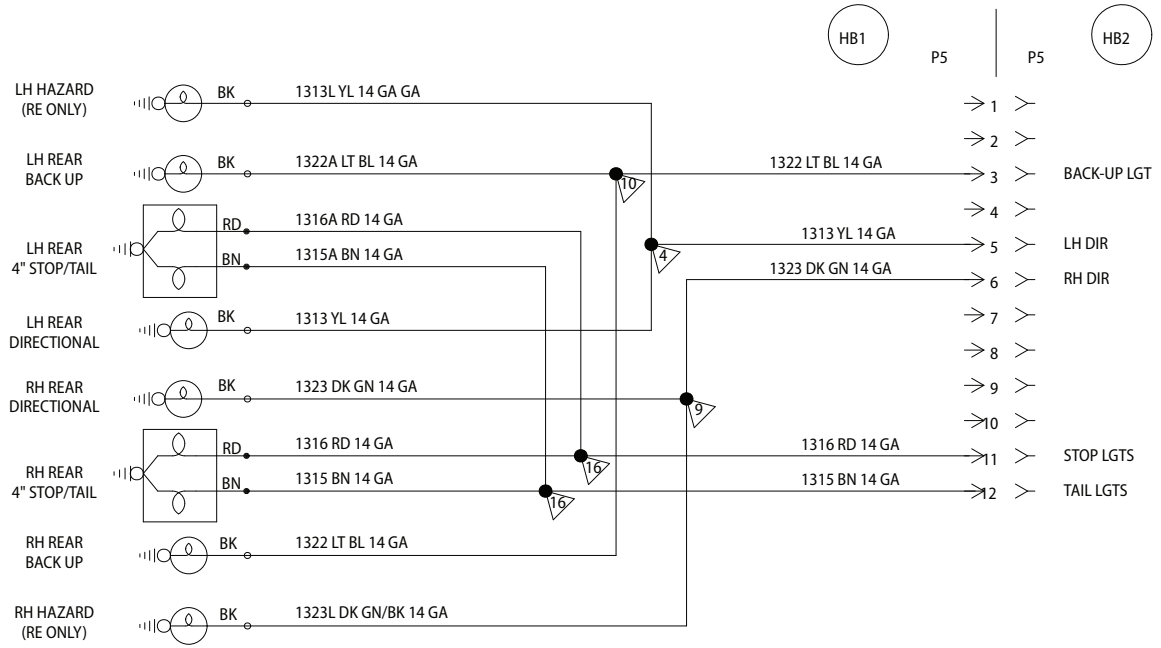 HB1
P5
P5
HB2
LH HAZARD
(RE ONLY)
BK
1313L YL 14 GA GA
1
2
LH REAR
BACK UP
BK
1322A LT BL 14 GA
10
1322 LT BL 14 GA
3
BACK-UP LGT
4
LH REAR
4" STOP/TAIL
RD
1316A RD 14 GA
BN
1315A BN 14 GA
4
1313 YL 14 GA
5
LH DIR
1323 DK GN 14 GA
6
RH DIR
7
LH REAR
DIRECTIONAL
BK
1313 YL 14 GA
8
9
RH REAR
DIRECTIONAL
BK
1323 DK GN 14 GA
9
10
RH REAR
4" STOP/TAIL
RD
1316 RD 14 GA
16
1316 RD 14 GA
11
STOP LGTS
BN
1315 BN 14 GA
16
1315 BN 14 GA
12
TAIL LGTS
RH REAR
BACK UP
BK
1322 LT BL 14 GA
RH HAZARD
(RE ONLY)
BK
1323L DK GN/BK 14 GA